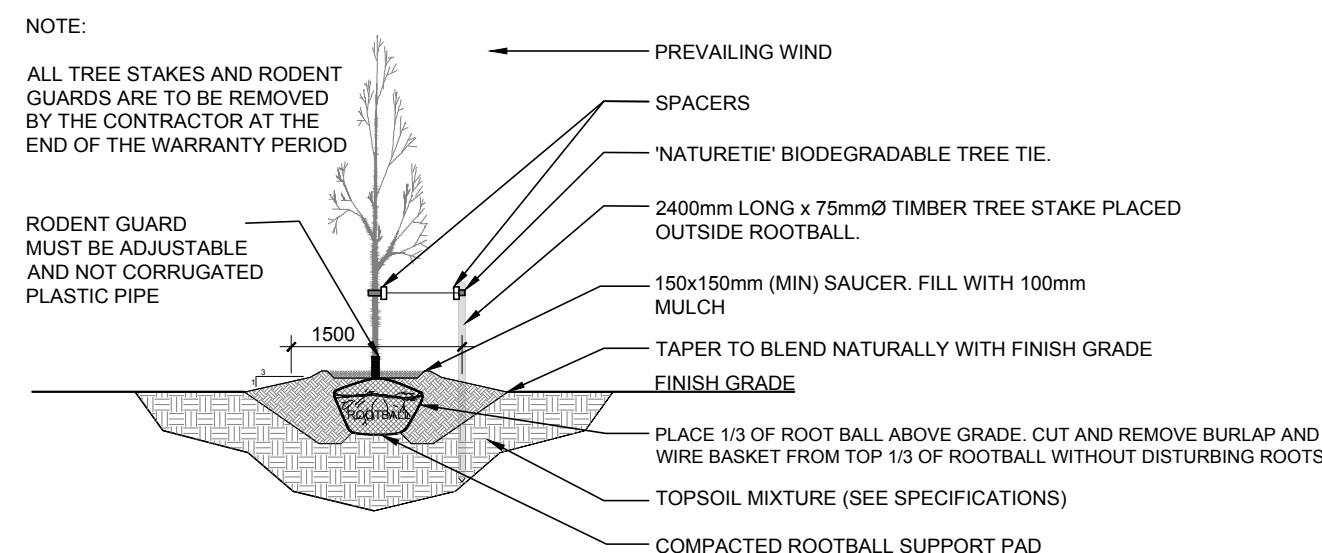 NOTE:
ALL TREE STAKES AND RODENT
GUARDS ARE TO BE REMOVED
BY THE CONTRACTOR AT THE
END OF THE WARRANTY PERIOD
RODENT GUARD
MUST BE ADJUSTABLE
AND NOT CORRUGATED
PLASTIC PIPE
1500
3
1
ROOTBALL
PREVAILING WIND
SPACERS
'NATURETIE' BIODEGRADABLE TREE TIE.
2400mm LONG x 75mmØ TIMBER TREE STAKE PLACED
OUTSIDE ROOTBALL.
150x150mm (MIN) SAUCER. FILL WITH 100mm
MULCH
TAPER TO BLEND NATURALLY WITH FINISH GRADE
FINISH GRADE
PLACE 1/3 OF ROOT BALL ABOVE GRADE. CUT AND REMOVE BURLAP AND
WIRE BASKET FROM TOP 1/3 OF ROOTBALL WITHOUT DISTURBING ROOTS
TOPSOIL MIXTURE (SEE SPECIFICATIONS)
COMPACTED ROOTBALL SUPPORT PAD